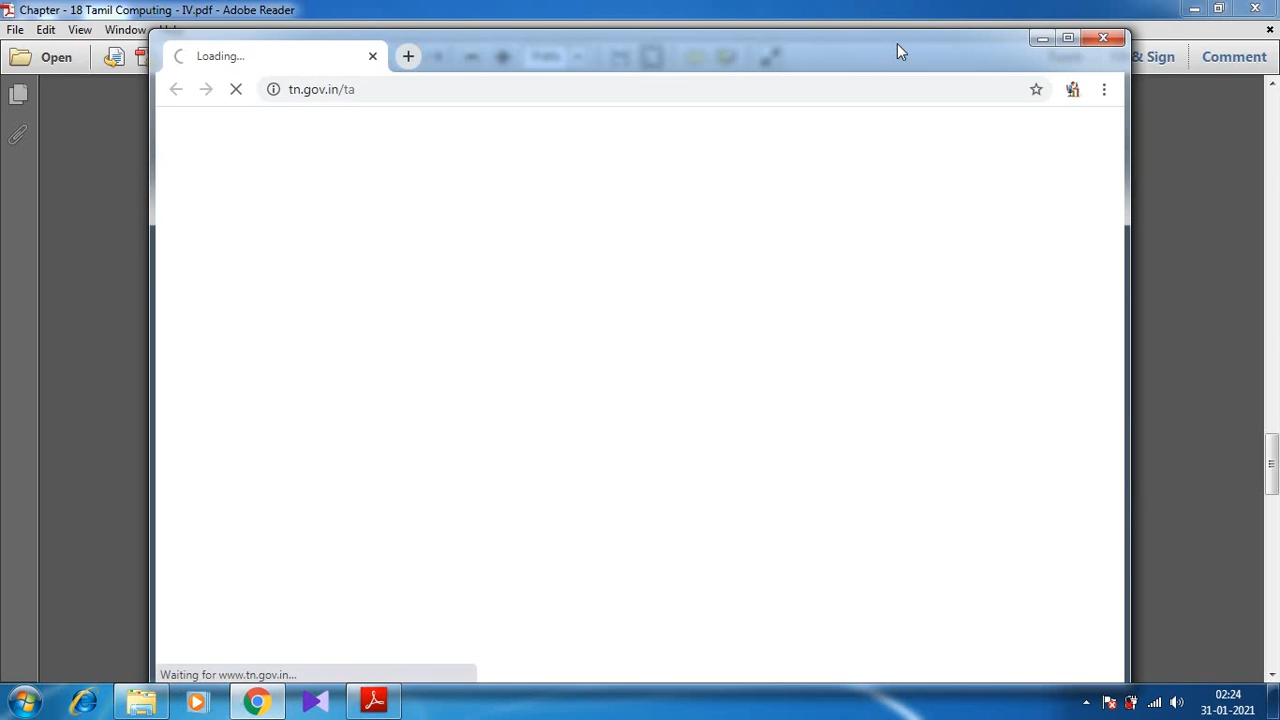 Chapter - 18 Tamil Computing - IV.pdf - Adobe Reader
File Edit View Window
Open
Sign
Comment
Loading...
tn.gov.in/ta
Waiting for www.tn.gov.in...
02:24
31-01-2021